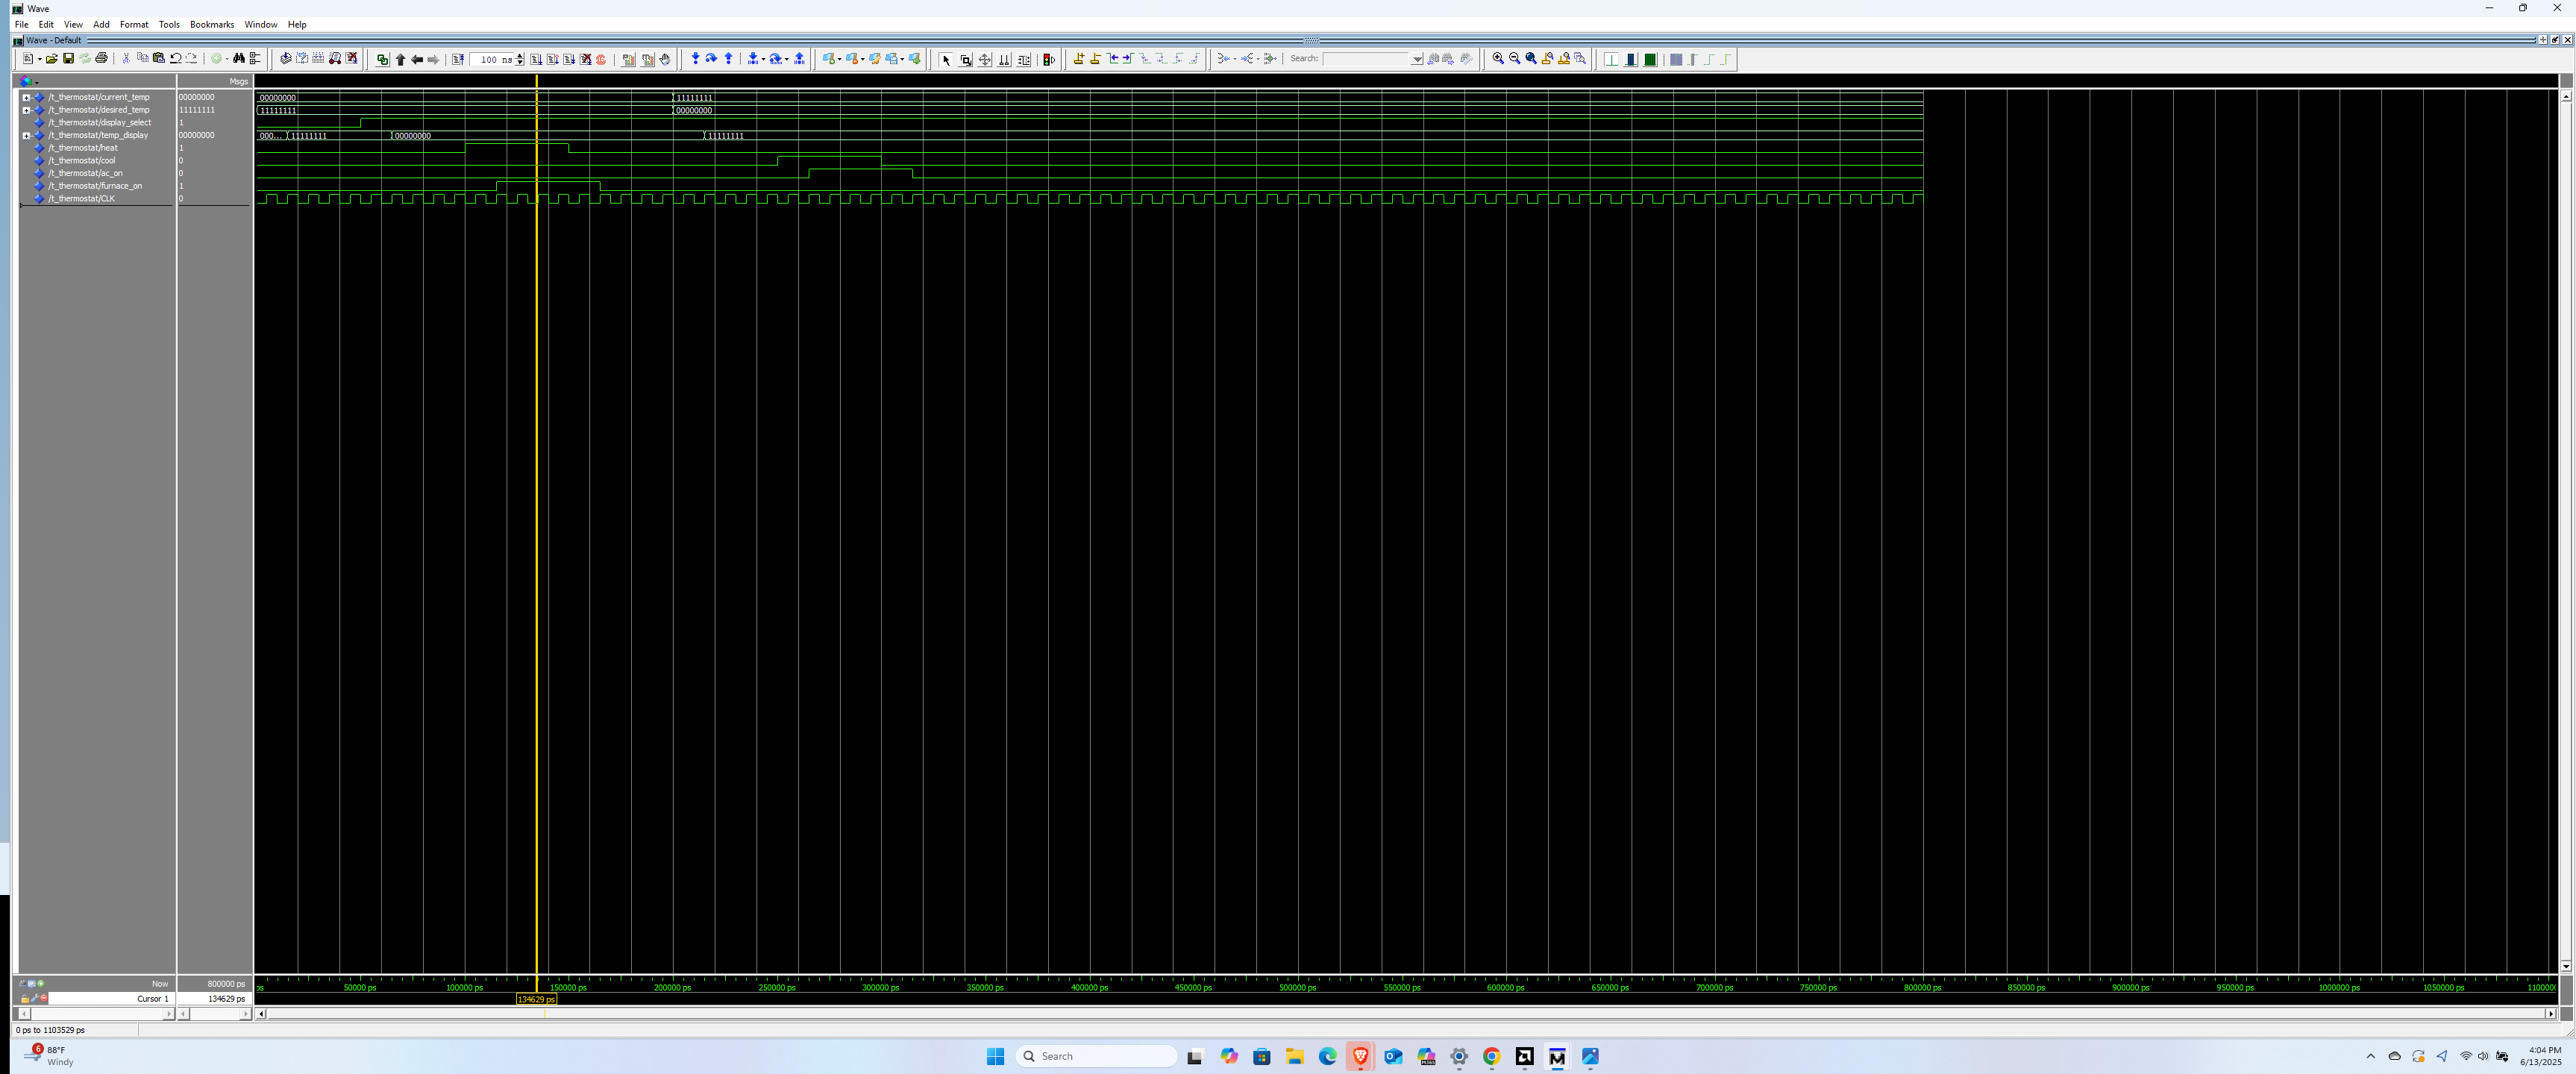 Wave
File Edit View Add Format Tools Bookmarks Window Help
Wave - Default
100 ns
Search:
Msgs
/t_thermostat/current_temp 00000000 00000000 11111111
/t_thermostat/desired_temp 11111111 11111111 00000000
/t_thermostat/display_select 1
/t_thermostat/temp_display 00000000 000... 11111111 00000000 11111111
/t_thermostat/heat 1
/t_thermostat/cool 0
/t_thermostat/ac_on 0
/t_thermostat/furnace_on 1
/t_thermostat/CLK 0
Now 800000 ps ps 50000 ps 100000 ps 150000 ps 200000 ps 250000 ps 300000 ps 350000 ps 400000 ps 450000 ps 500000 ps 550000 ps 600000 ps 650000 ps 700000 ps 750000 ps 800000 ps 850000 ps 900000 ps 950000 ps 1000000 ps 1050000 ps 1100000
Cursor 1 134629 ps 134629 ps
0 ps to 1103529 ps
6 88°F
Windy
Search
4:04 PM
6/13/2025